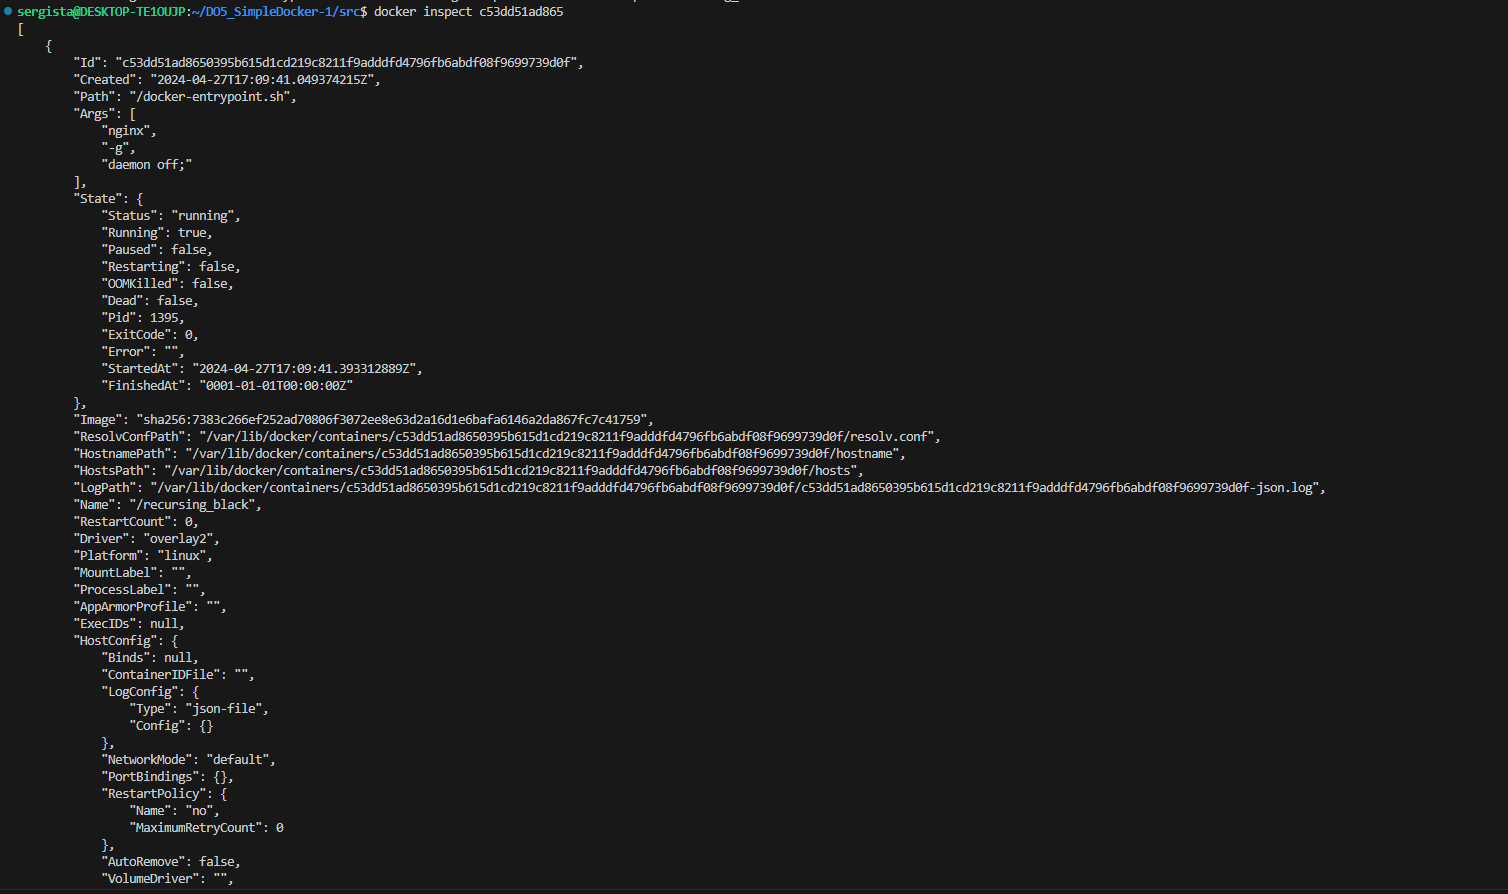 sergista@DESKTOP-TE1OUJP:~/DO5_SimpleDocker-1/src$ docker inspect c53dd51ad865
[
    {
        "Id": "c53dd51ad8650395b615d1cd219c8211f9adddfd4796fb6abdf08f9699739d0f",
        "Created": "2024-04-27T17:09:41.049374215Z",
        "Path": "/docker-entrypoint.sh",
        "Args": [
            "nginx",
            "-g",
            "daemon off;"
        ],
        "State": {
            "Status": "running",
            "Running": true,
            "Paused": false,
            "Restarting": false,
            "OOMKilled": false,
            "Dead": false,
            "Pid": 1395,
            "ExitCode": 0,
            "Error": "",
            "StartedAt": "2024-04-27T17:09:41.393312889Z",
            "FinishedAt": "0001-01-01T00:00:00Z"
        },
        "Image": "sha256:7383c266ef252ad70806f3072ee8e63d2a16d1e6bafa6146a2da867fc7c41759",
        "ResolvConfPath": "/var/lib/docker/containers/c53dd51ad8650395b615d1cd219c8211f9adddfd4796fb6abdf08f9699739d0f/resolv.conf",
        "HostnamePath": "/var/lib/docker/containers/c53dd51ad8650395b615d1cd219c8211f9adddfd4796fb6abdf08f9699739d0f/hostname",
        "HostsPath": "/var/lib/docker/containers/c53dd51ad8650395b615d1cd219c8211f9adddfd4796fb6abdf08f9699739d0f/hosts",
        "LogPath": "/var/lib/docker/containers/c53dd51ad8650395b615d1cd219c8211f9adddfd4796fb6abdf08f9699739d0f/c53dd51ad8650395b615d1cd219c8211f9adddfd4796fb6abdf08f9699739d0f-json.log",
        "Name": "/recursing_black",
        "RestartCount": 0,
        "Driver": "overlay2",
        "Platform": "linux",
        "MountLabel": "",
        "ProcessLabel": "",
        "AppArmorProfile": "",
        "ExecIDs": null,
        "HostConfig": {
            "Binds": null,
            "ContainerIDFile": "",
            "LogConfig": {
                "Type": "json-file",
                "Config": {}
            },
            "NetworkMode": "default",
            "PortBindings": {},
            "RestartPolicy": {
                "Name": "no",
                "MaximumRetryCount": 0
            },
            "AutoRemove": false,
            "VolumeDriver": "",